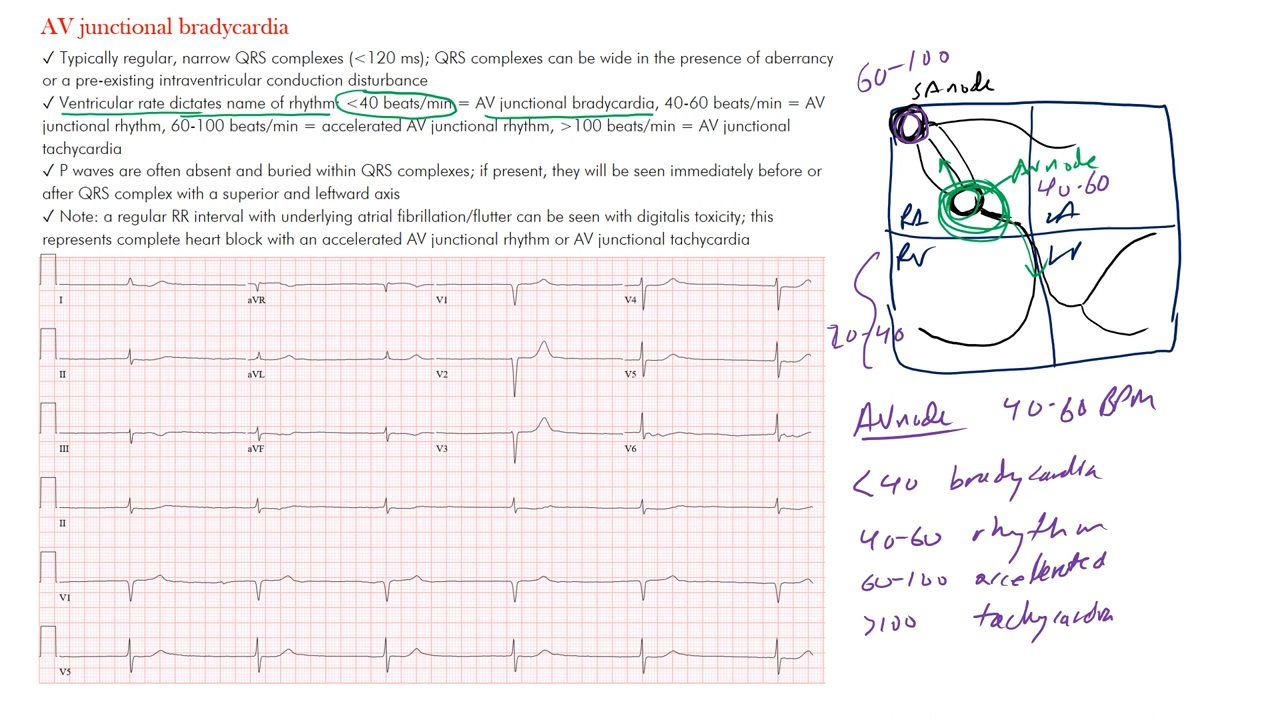 AV junctional bradycardia
✓ Typically regular, narrow QRS complexes (<120 ms); QRS complexes can be wide in the presence of aberrancy
or a pre-existing intraventricular conduction disturbance
✓ Ventricular rate dictates name of rhythm: <40 beats/min = AV junctional bradycardia, 40-60 beats/min = AV
junctional rhythm, 60-100 beats/min = accelerated AV junctional rhythm, >100 beats/min = AV junctional
tachycardia
✓ P waves are often absent and buried within QRS complexes; if present, they will be seen immediately before or
after QRS complex with a superior and leftward axis
✓ Note: a regular RR interval with underlying atrial fibrillation/flutter can be seen with digitalis toxicity; this
represents complete heart block with an accelerated AV junctional rhythm or AV junctional tachycardia
I aVR V1 V4
II aVL V2 V5
III aVF V3 V6
II
V1
V5
60-100
SA node
AV node
40-60
RA LA
RV LV
20-40
AV node 40-60 BPM
<40 bradycardia
40-60 rhythm
60-100 accelerated
>100 tachycardia